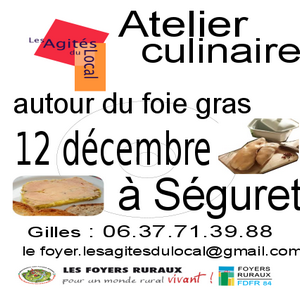 Atelier
culinaire
Les Agités
du Local
autour du foie gras
12 décembre
à Séguret
Gilles : 06.37.71.39.88
le foyer.lesagitesdulocal@gmail.com
LES FOYERS RURAUX
pour un monde rural vivant !
FOYERS
RURAUX
FDFR 84